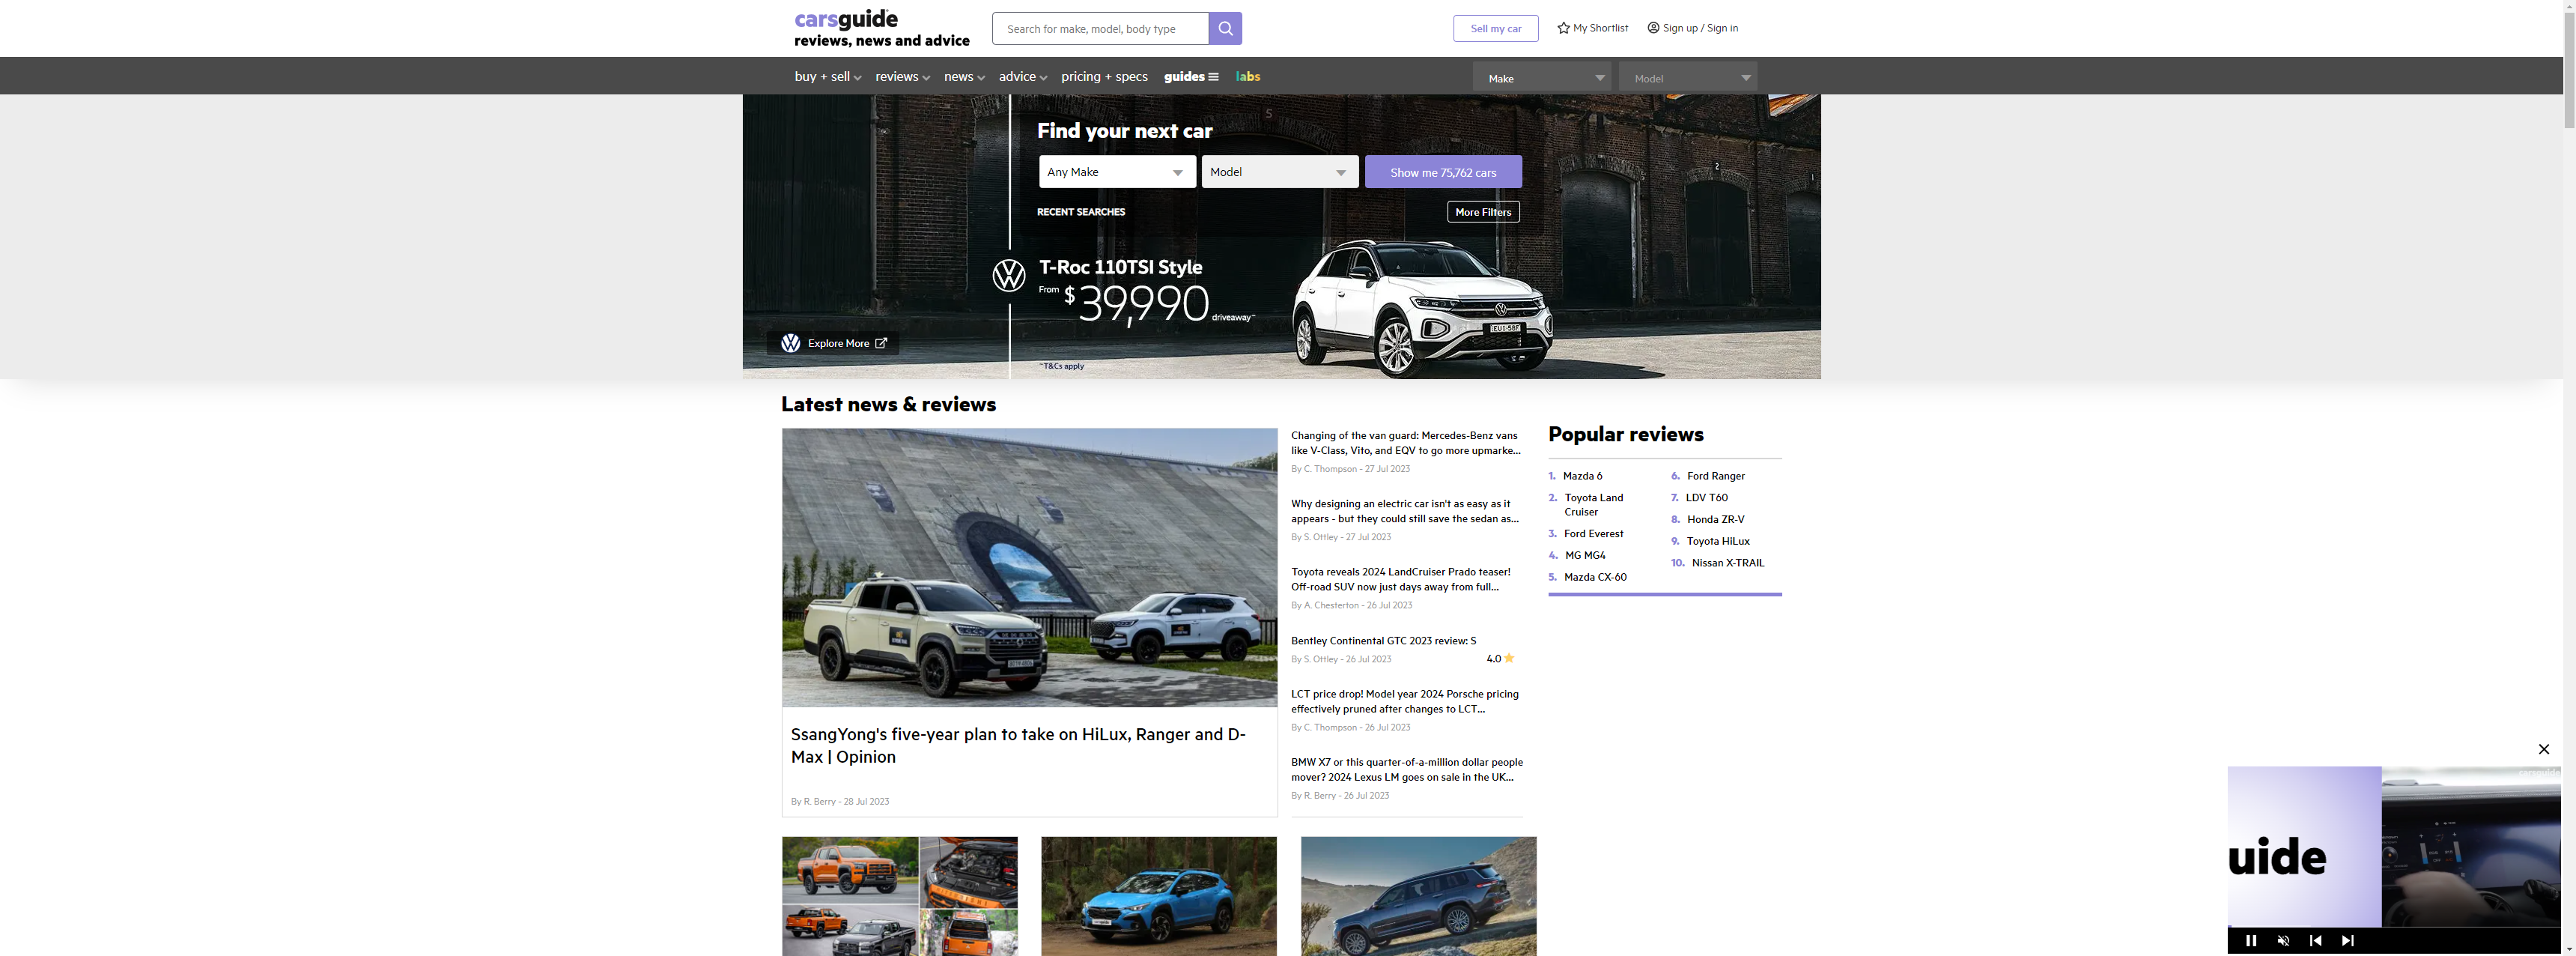 carsguide
reviews, news and advice
Search for make, model, body type
Sell my car
My Shortlist
Sign up / Sign in
buy + sell
reviews
news
advice
pricing + specs
guides
labs
Make
Model
Find your next car
Any Make
Model
Show me 75,762 cars
RECENT SEARCHES
More Filters
T-Roc 110TSI Style
From $39,990 driveaway~
Explore More
~T&Cs apply
Latest news & reviews
SsangYong's five-year plan to take on HiLux, Ranger and D-
Max | Opinion
By R. Berry - 28 Jul 2023
Changing of the van guard: Mercedes-Benz vans
like V-Class, Vito, and EQV to go more upmarke...
By C. Thompson - 27 Jul 2023
Why designing an electric car isn't as easy as it
appears - but they could still save the sedan as...
By S. Ottley - 27 Jul 2023
Toyota reveals 2024 LandCruiser Prado teaser!
Off-road SUV now just days away from full...
By A. Chesterton - 26 Jul 2023
Bentley Continental GTC 2023 review: S
By S. Ottley - 26 Jul 2023
4.0
LCT price drop! Model year 2024 Porsche pricing
effectively pruned after changes to LCT...
By C. Thompson - 26 Jul 2023
BMW X7 or this quarter-of-a-million dollar people
mover? 2024 Lexus LM goes on sale in the UK...
By R. Berry - 26 Jul 2023
Popular reviews
1. Mazda 6
2. Toyota Land
Cruiser
3. Ford Everest
4. MG MG4
5. Mazda CX-60
6. Ford Ranger
7. LDV T60
8. Honda ZR-V
9. Toyota HiLux
10. Nissan X-TRAIL
uide